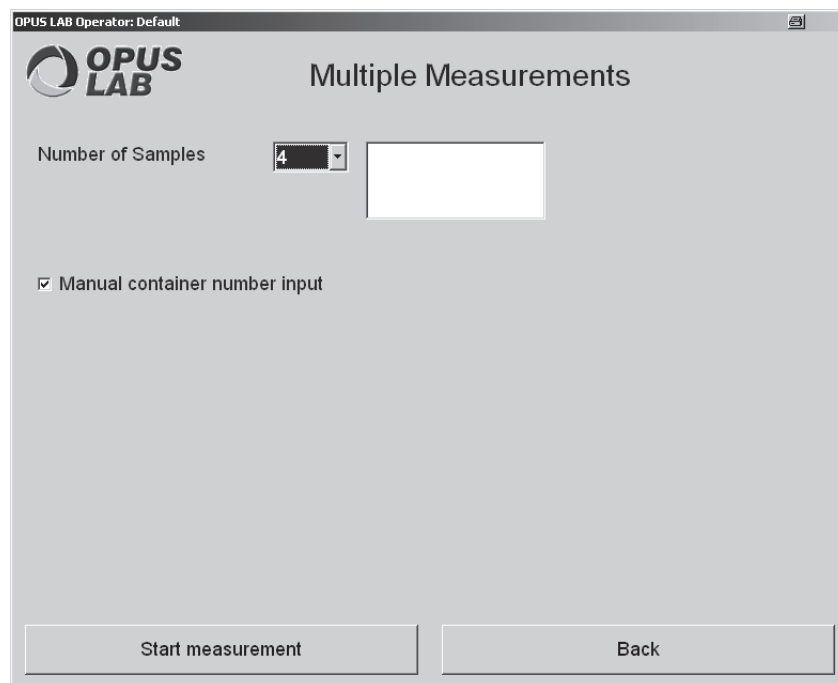 OPUS LAB Operator: Default
OPUS
LAB
Multiple Measurements
Number of Samples
4
Manual container number input
Start measurement
Back